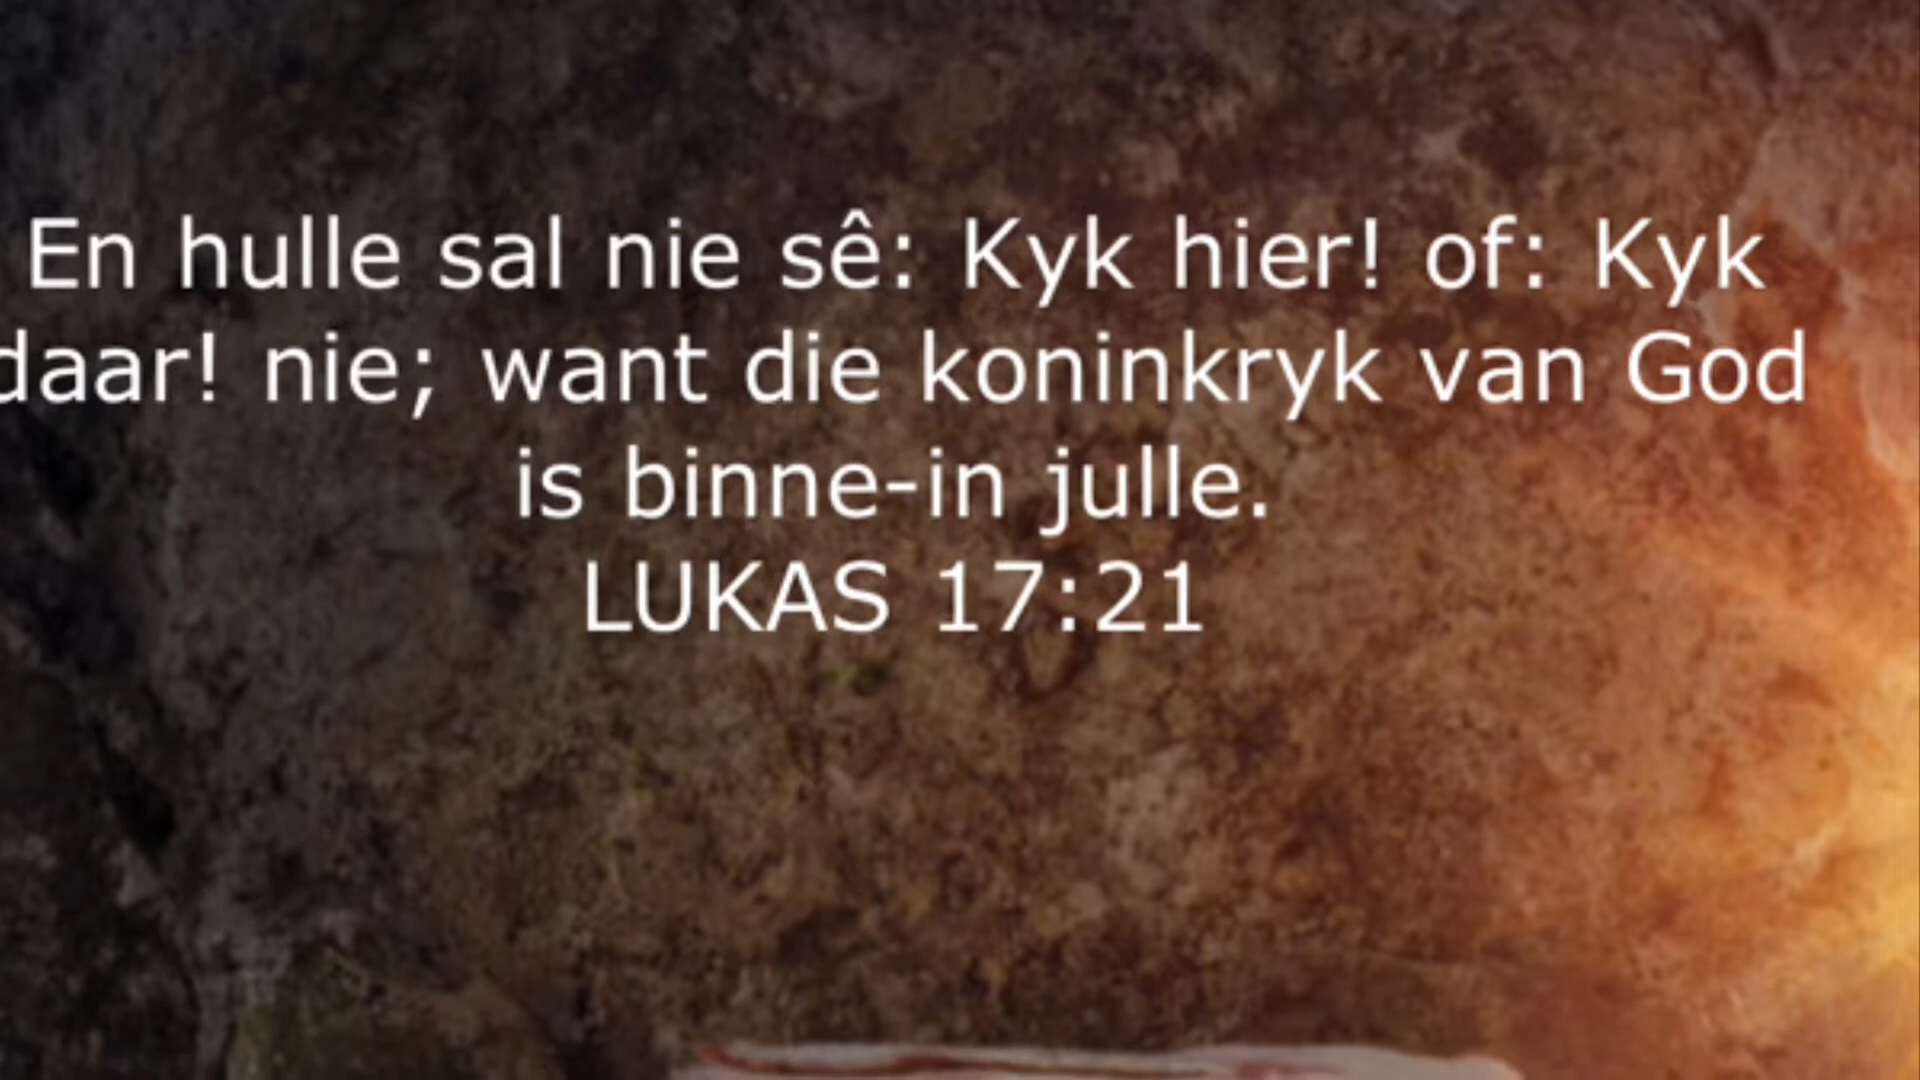 En hulle sal nie sê: Kyk hier! of: Kyk
daar! nie; want die koninkryk van God
is binne-in julle.
LUKAS 17:21